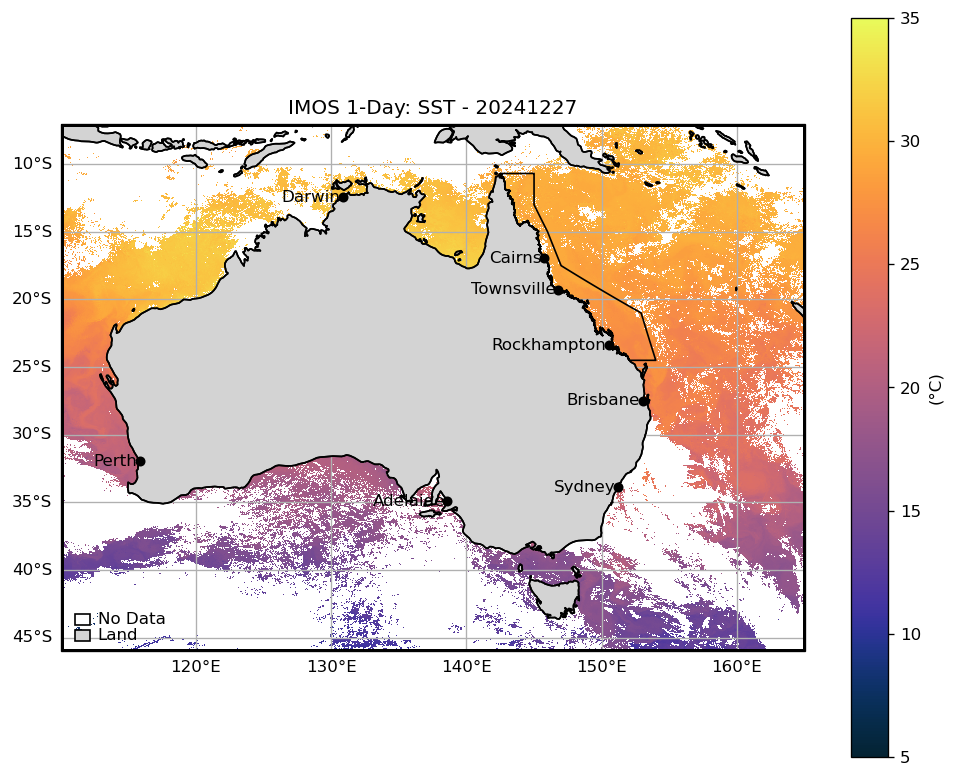 IMOS 1-Day: SST - 20241227
35
30
25
20
15
10
5
(°C)
10°S
15°S
20°S
25°S
30°S
35°S
40°S
45°S
Darwin
Cairns
Townsville
Rockhampton
Brisbane
Perth
Sydney
Adelaide
No Data
Land
120°E
130°E
140°E
150°E
160°E